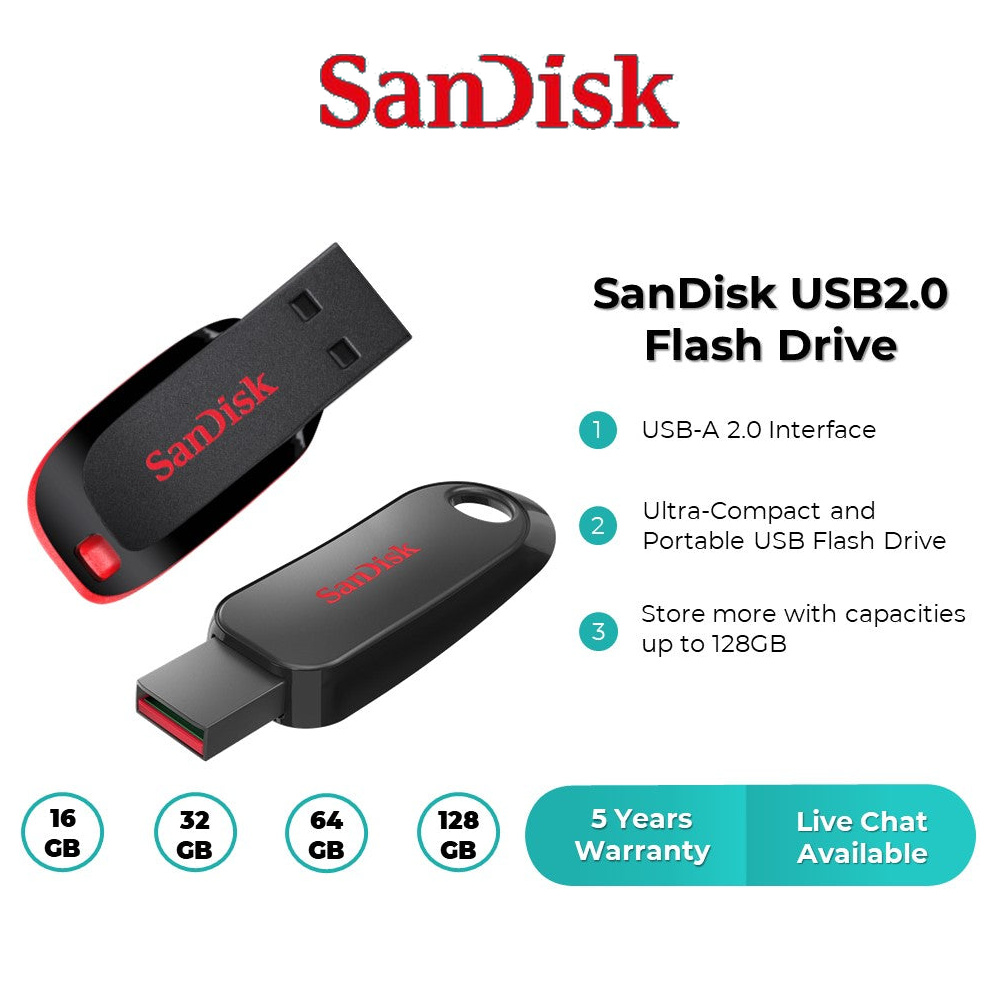 SanDisk
SanDisk
SanDisk
SanDisk USB2.0
Flash Drive
1 USB-A 2.0 Interface
2 Ultra-Compact and
Portable USB Flash Drive
3 Store more with capacities
up to 128GB
16
GB
32
GB
64
GB
128
GB
5 Years
Warranty
Live Chat
Available